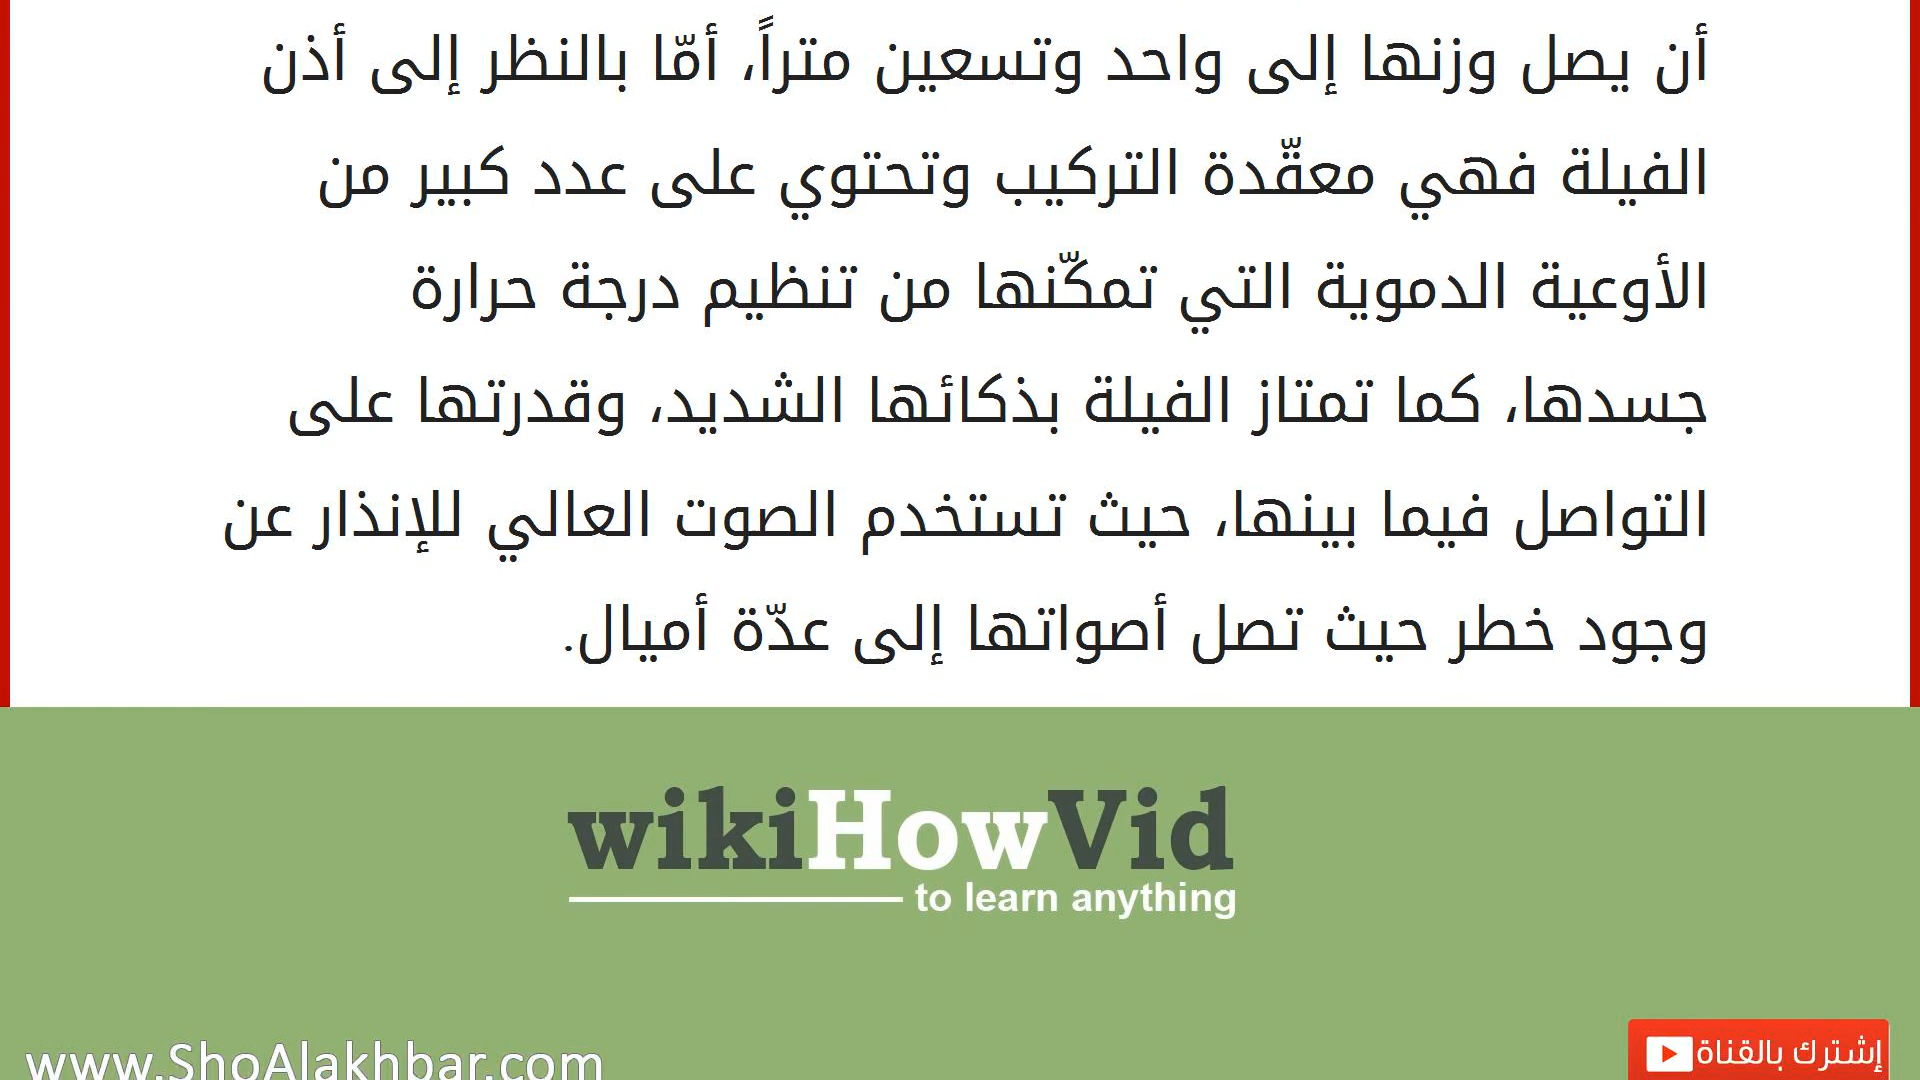 أن يصل وزنها إلى واحد وتسعين متراً، أمّا بالنظر إلى أذن
الفيلة فهي معقّدة التركيب وتحتوي على عدد كبير من
الأوعية الدموية التي تمكّنها من تنظيم درجة حرارة
جسدها، كما تمتاز الفيلة بذكائها الشديد، وقدرتها على
التواصل فيما بينها، حيث تستخدم الصوت العالي للإنذار عن
وجود خطر حيث تصل أصواتها إلى عدّة أميال.
wikiHowVid
to learn anything
www.ShoAlakhbar.com
إشترك بالقناة